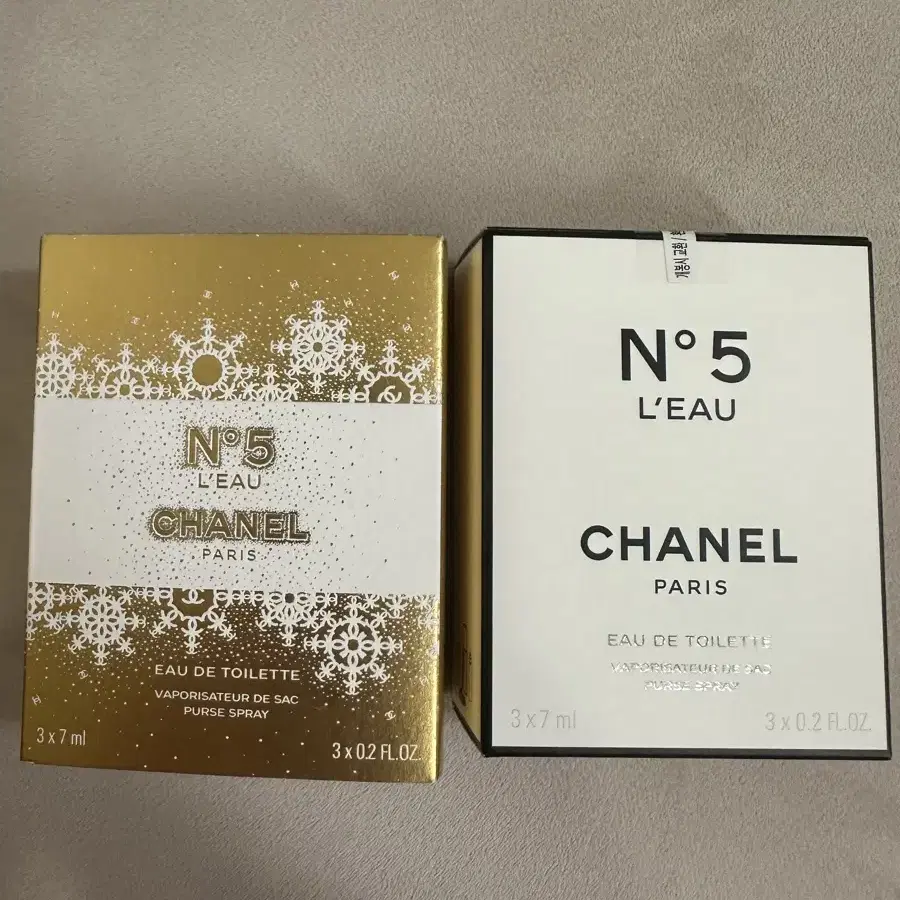 N°5
L'EAU
CHANEL
PARIS
EAU DE TOILETTE
VAPORISATEUR DE SAC
PURSE SPRAY
3 x 7 ml
3 x 0.2 FL.OZ.
N°5
L'EAU
CHANEL
PARIS
EAU DE TOILETTE
VAPORISATEUR DE SAC
PURSE SPRAY
3 x 7 ml
3 x 0.2 FL.OZ.